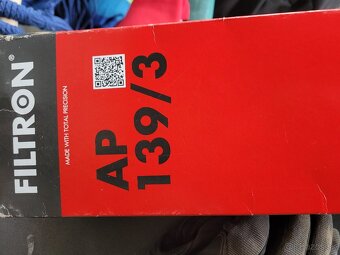 FILTRON®
MADE WITH TOTAL PRECISION
AP
139/3